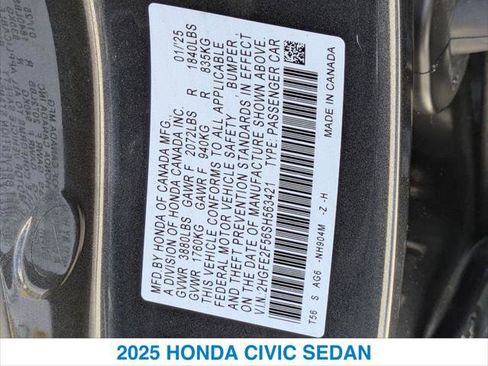 MFD BY HONDA OF CANADA MFG. 01/25
A DIVISION OF HONDA CANADA INC.
GVWR 3880LBS GAWR F 2072LBS R 1840LBS
GVWR 1760KG GAWR F 940KG R 835KG
THIS VEHICLE CONFORMS TO ALL APPLICABLE
FEDERAL MOTOR VEHICLE SAFETY, BUMPER,
AND THEFT PREVENTION STANDARDS IN EFFECT
ON THE DATE OF MANUFACTURE SHOWN ABOVE.
V.I.N.:2HGFE2F56SH563421 TYPE: PASSENGER CAR
T56 S AG6 -NH904M -Z -H
MADE IN CANADA
2025 HONDA CIVIC SEDAN